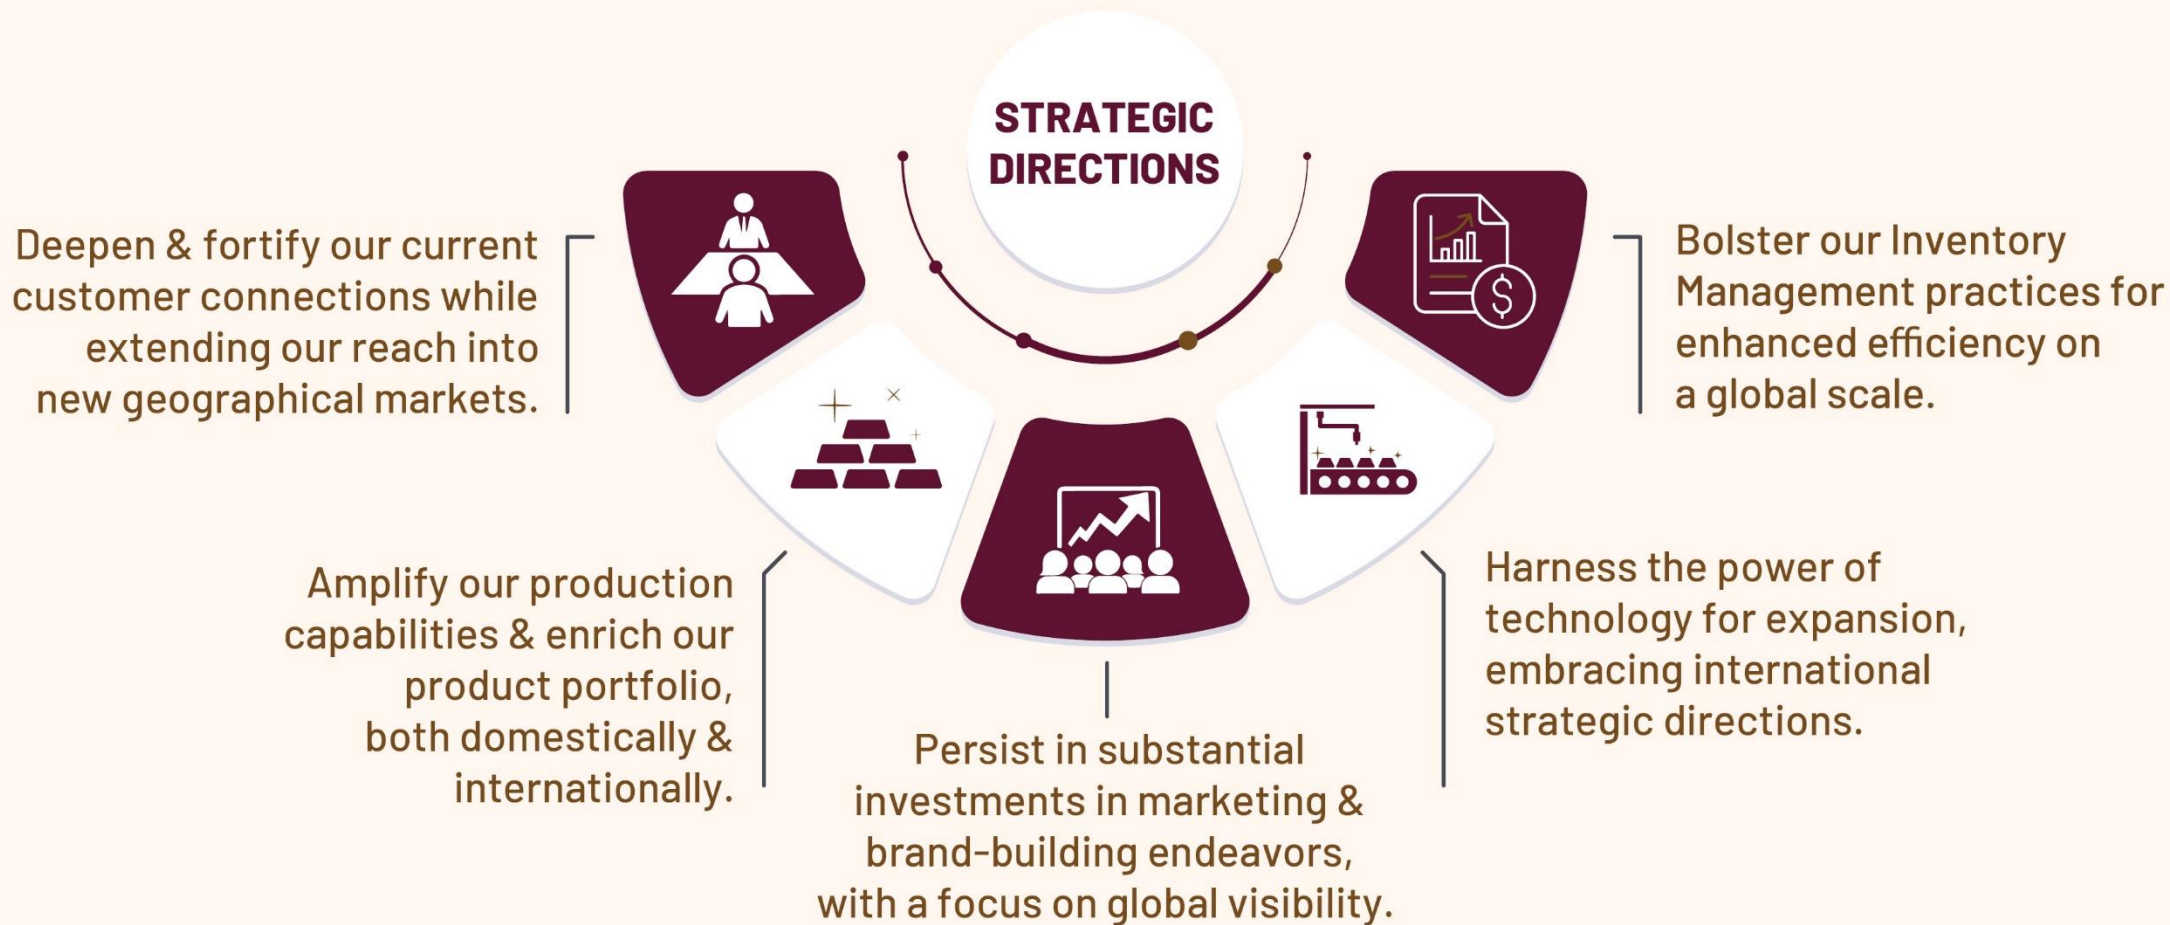 STRATEGIC
DIRECTIONS
Deepen & fortify our current
customer connections while
extending our reach into
new geographical markets.
Amplify our production
capabilities & enrich our
product portfolio,
both domestically &
internationally.
Persist in substantial
investments in marketing &
brand-building endeavors,
with a focus on global visibility.
Harness the power of
technology for expansion,
embracing international
strategic directions.
Bolster our Inventory
Management practices for
enhanced efficiency on
a global scale.
$